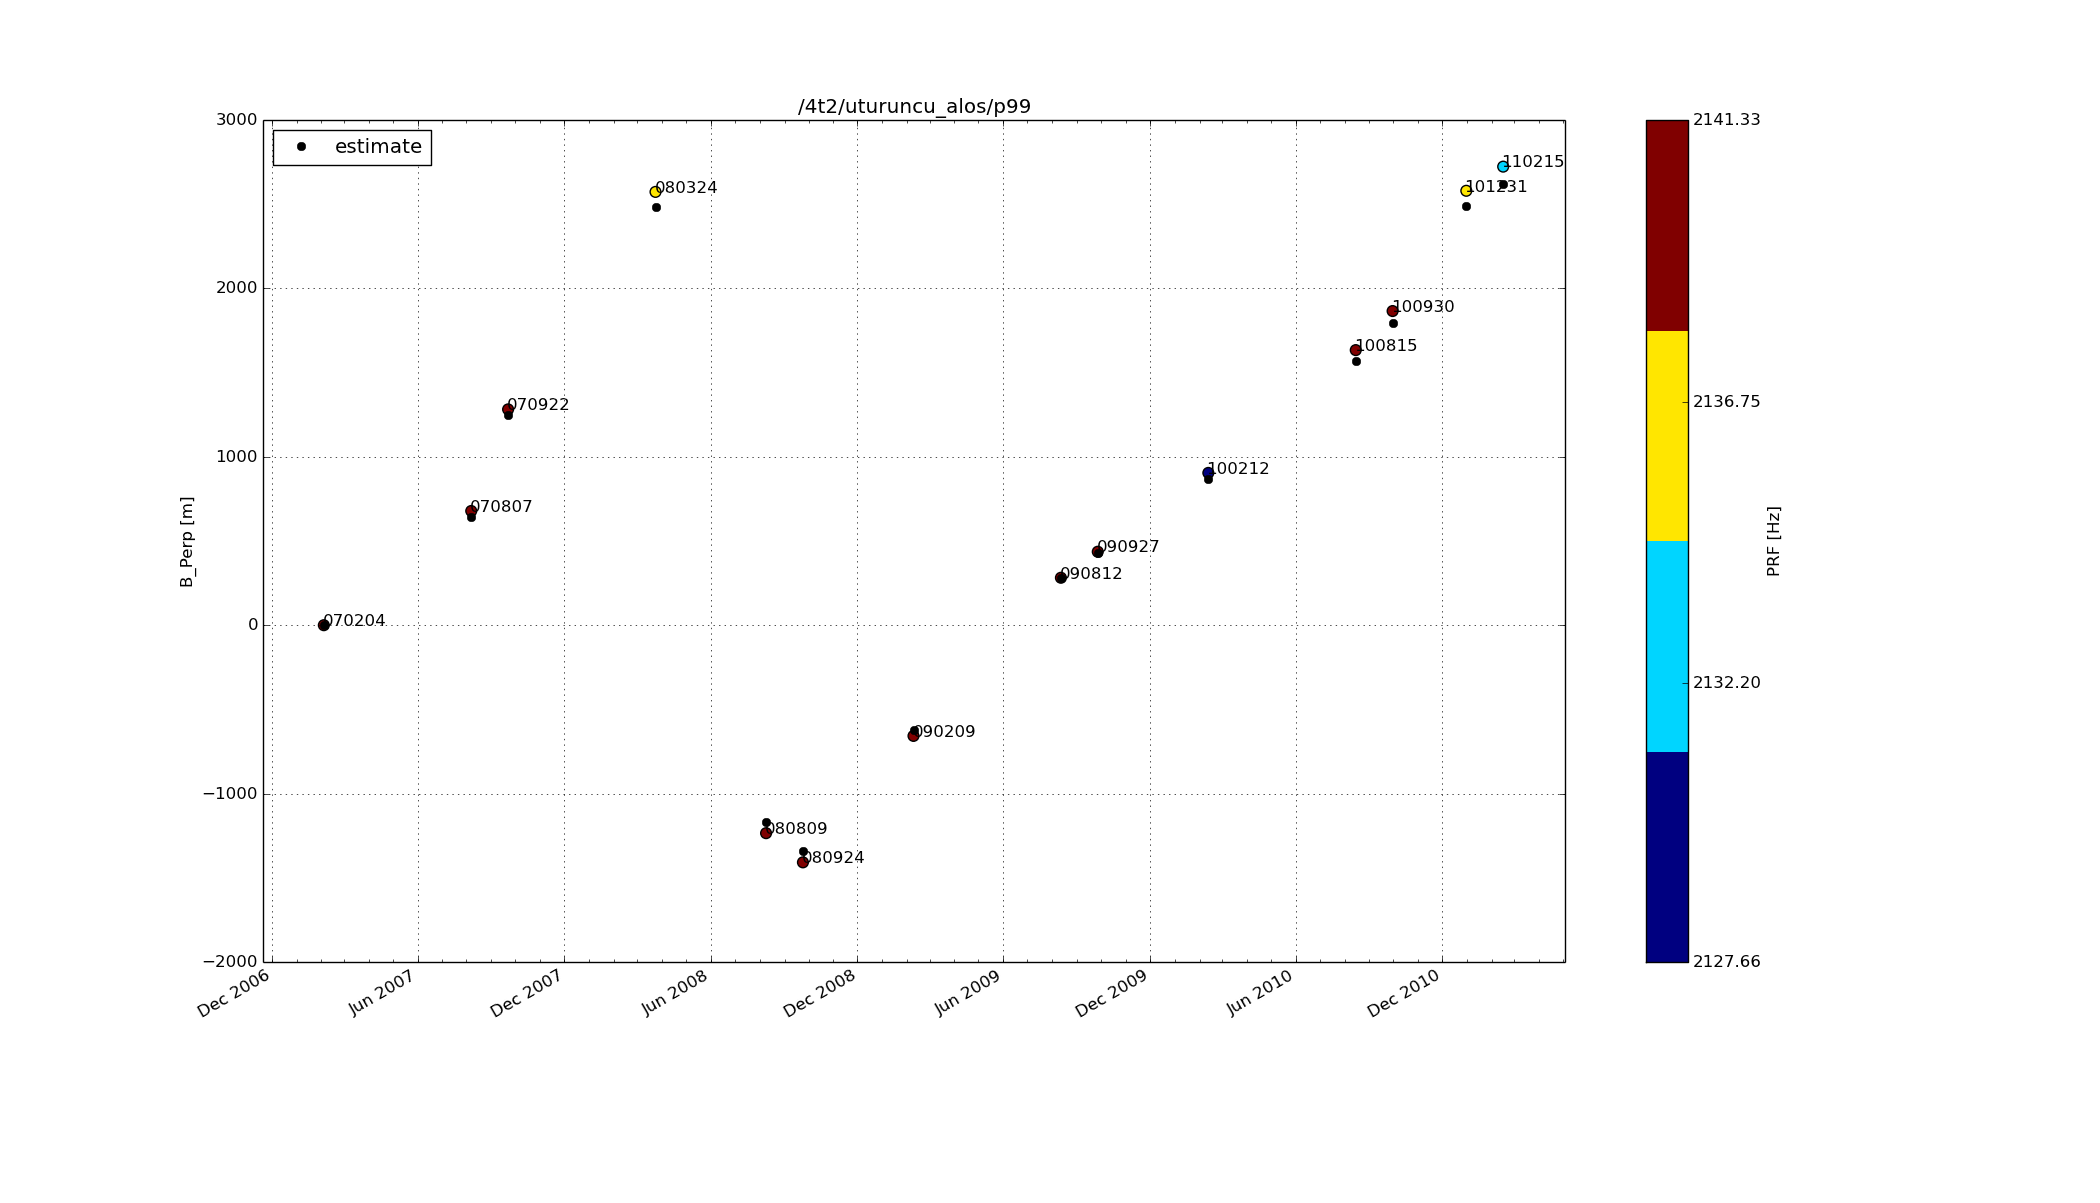 /4t2/uturuncu_alos/p99
estimate
3000
2000
1000
0
−1000
−2000
B_Perp [m]
Dec 2006
Jun 2007
Dec 2007
Jun 2008
Dec 2008
Jun 2009
Dec 2009
Jun 2010
Dec 2010
070204
070807
070922
080324
080809
080924
090209
090812
090927
100212
100815
100930
101231
110215
2141.33
2136.75
2132.20
2127.66
PRF [Hz]